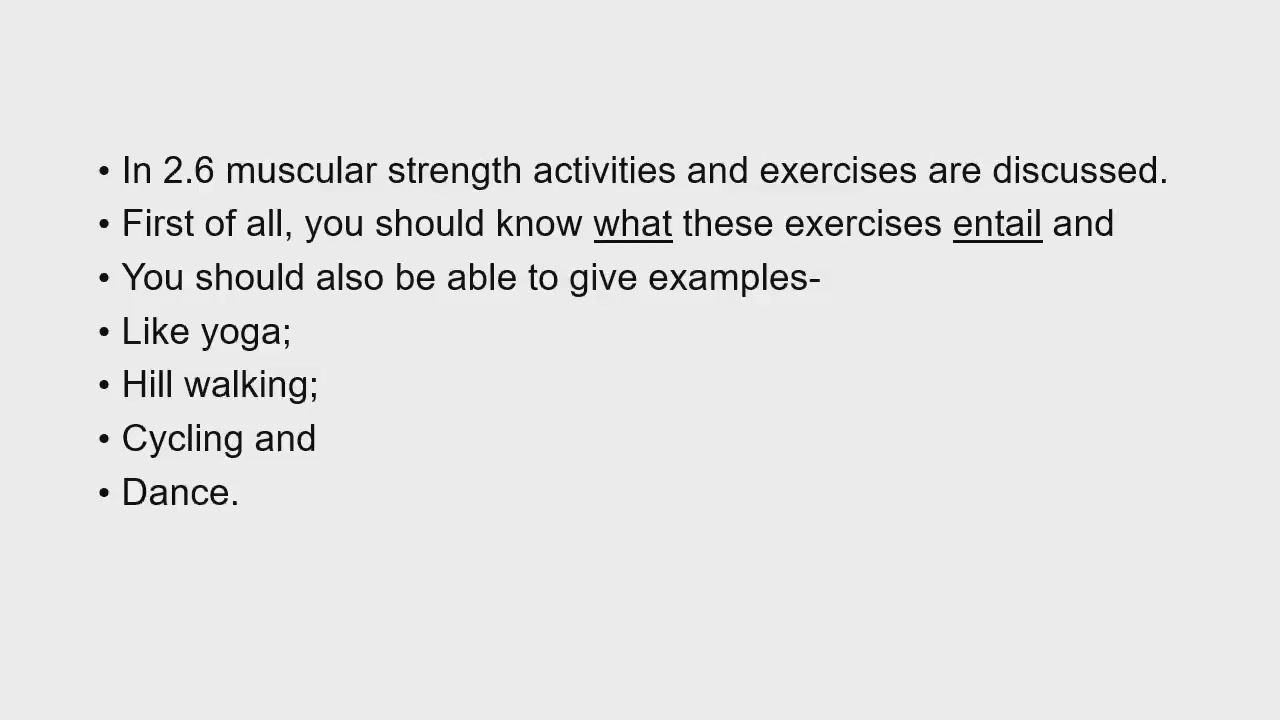 • In 2.6 muscular strength activities and exercises are discussed.
• First of all, you should know what these exercises entail and
• You should also be able to give examples-
• Like yoga;
• Hill walking;
• Cycling and
• Dance.